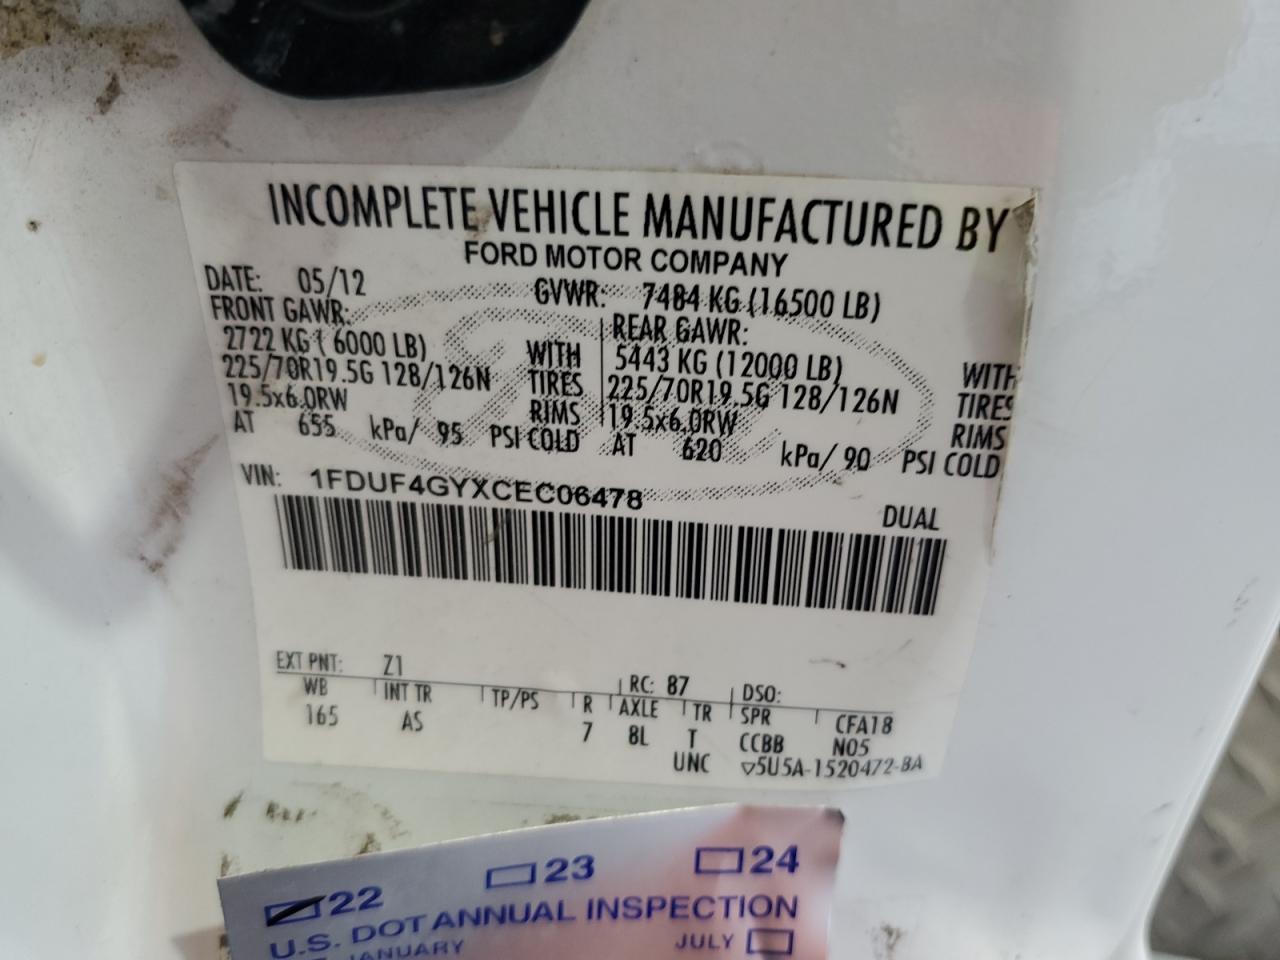 INCOMPLETE VEHICLE MANUFACTURED BY
FORD MOTOR COMPANY
DATE: 05/12 GVWR: 7484 KG (16500 LB)
FRONT GAWR: REAR GAWR:
2722 KG ( 6000 LB) WITH 5443 KG (12000 LB) WITH
225/70R19.5G 128/126N TIRES 225/70R19.5G 128/126N TIRES
19.5x6.0RW RIMS 19.5x6.0RW RIMS
AT 655 kPa/ 95 PSI COLD AT 620 kPa/ 90 PSI COLD
VIN: 1FDUF4GYXCEC06478
DUAL
EXT PNT: Z1 RC: 87 DSO:
WB INT TR TP/PS R AXLE TR SPR CFA18
165 AS 7 8L T CCBB N05
UNC ▽5U5A-1520472-BA
22 23 24
U.S. DOT ANNUAL INSPECTION
JANUARY JULY